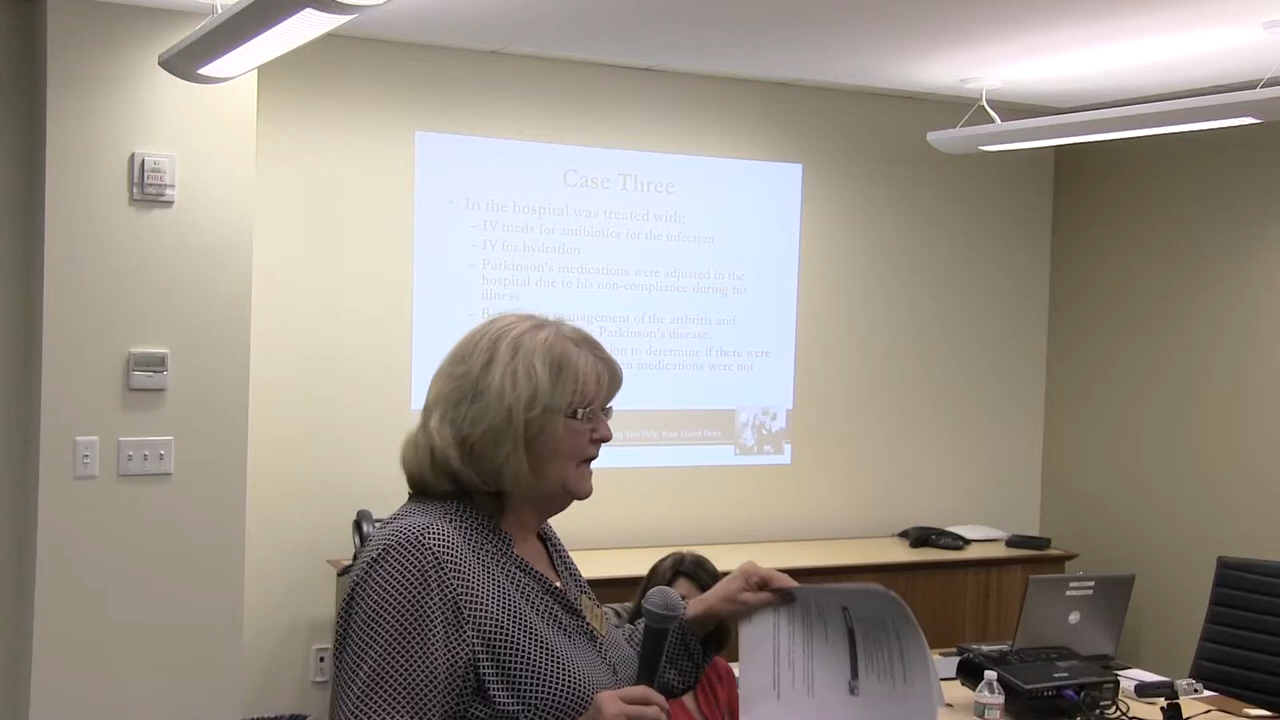 FIRE
Case Three
In the hospital was treated with:
– IV meds for antibiotics for the infection
– IV for hydration
– Parkinson's medications were adjusted in the
hospital due to his non-compliance during his
illness
management of the arthritis and
Parkinson's disease.
to determine if there were
medications were not
You Help Your Loved Ones